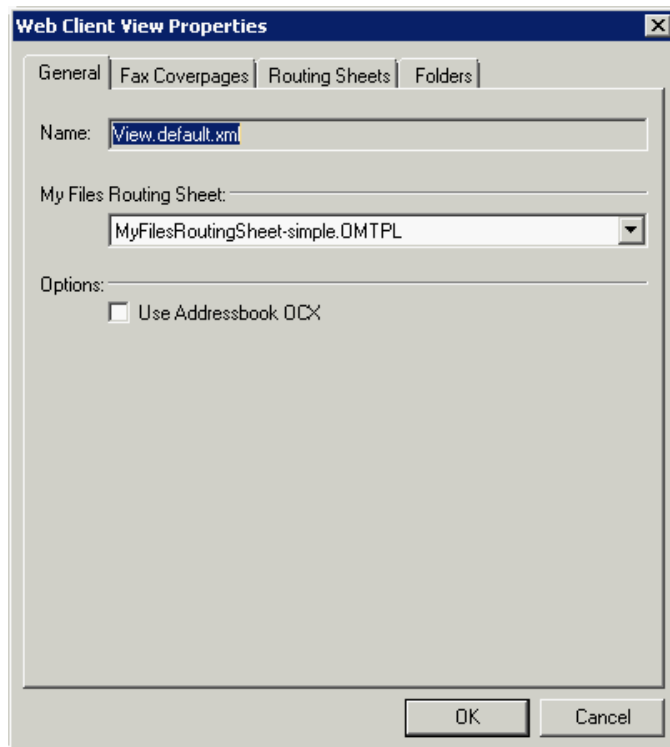 Web Client View Properties
General Fax Coverpages Routing Sheets Folders
Name: View.default.xml
My Files Routing Sheet:
MyFilesRoutingSheet-simple.OMTPL
Options:
Use Addressbook OCX
OK Cancel